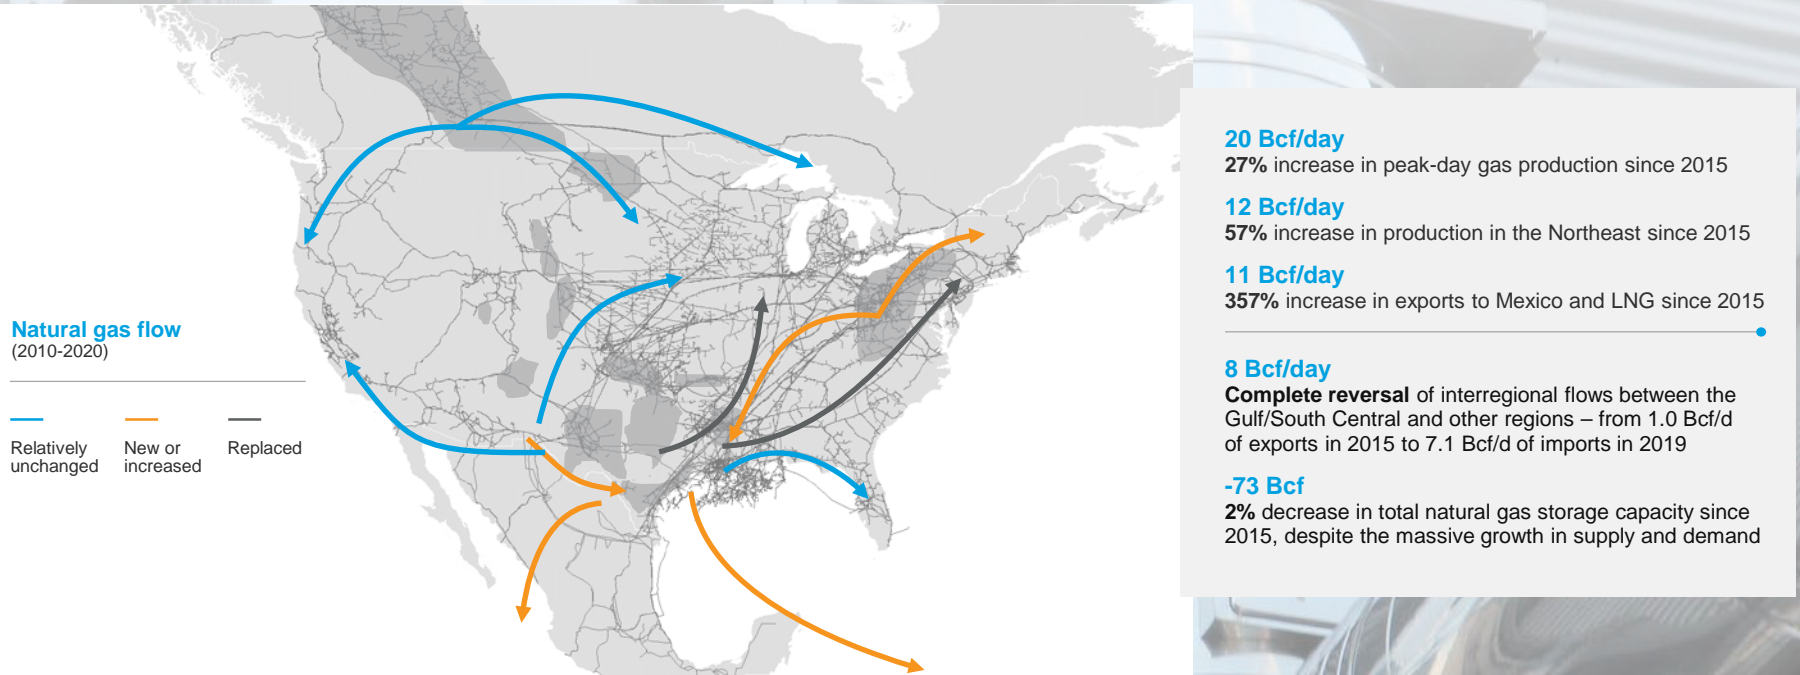 Natural gas flow
(2010-2020)
Relatively
unchanged
New or
increased
Replaced
20 Bcf/day
27% increase in peak-day gas production since 2015
12 Bcf/day
57% increase in production in the Northeast since 2015
11 Bcf/day
357% increase in exports to Mexico and LNG since 2015
8 Bcf/day
Complete reversal of interregional flows between the
Gulf/South Central and other regions – from 1.0 Bcf/d
of exports in 2015 to 7.1 Bcf/d of imports in 2019
-73 Bcf
2% decrease in total natural gas storage capacity since
2015, despite the massive growth in supply and demand